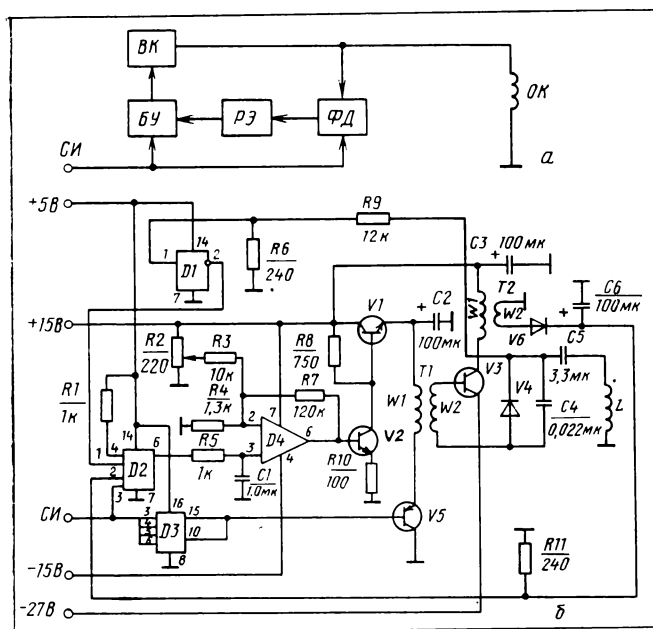 ВК
ОК
БУ
РЭ
ФД
СИ
а
+5В
R9
12к
C3
100мк
14
1
2
D1
7
R6
240
T2
C6
100мк
+15В
V1
C2
W1
W2
V6
C5
R2
220
R3
10к
R8
750
100мк
T1
V3
V4
3,3мк
R1
1к
R4
1,3к
R7
120к
W1
W2
C4
0,022мк
L
14
4
1
2
3
D2
6
7
R5
1к
2
3
7
D4
6
4
V2
C1
1,0мк
R10
100
СИ
3
4
5
6
16
D3
15
10
8
V5
−15В
R11
240
−27В
б